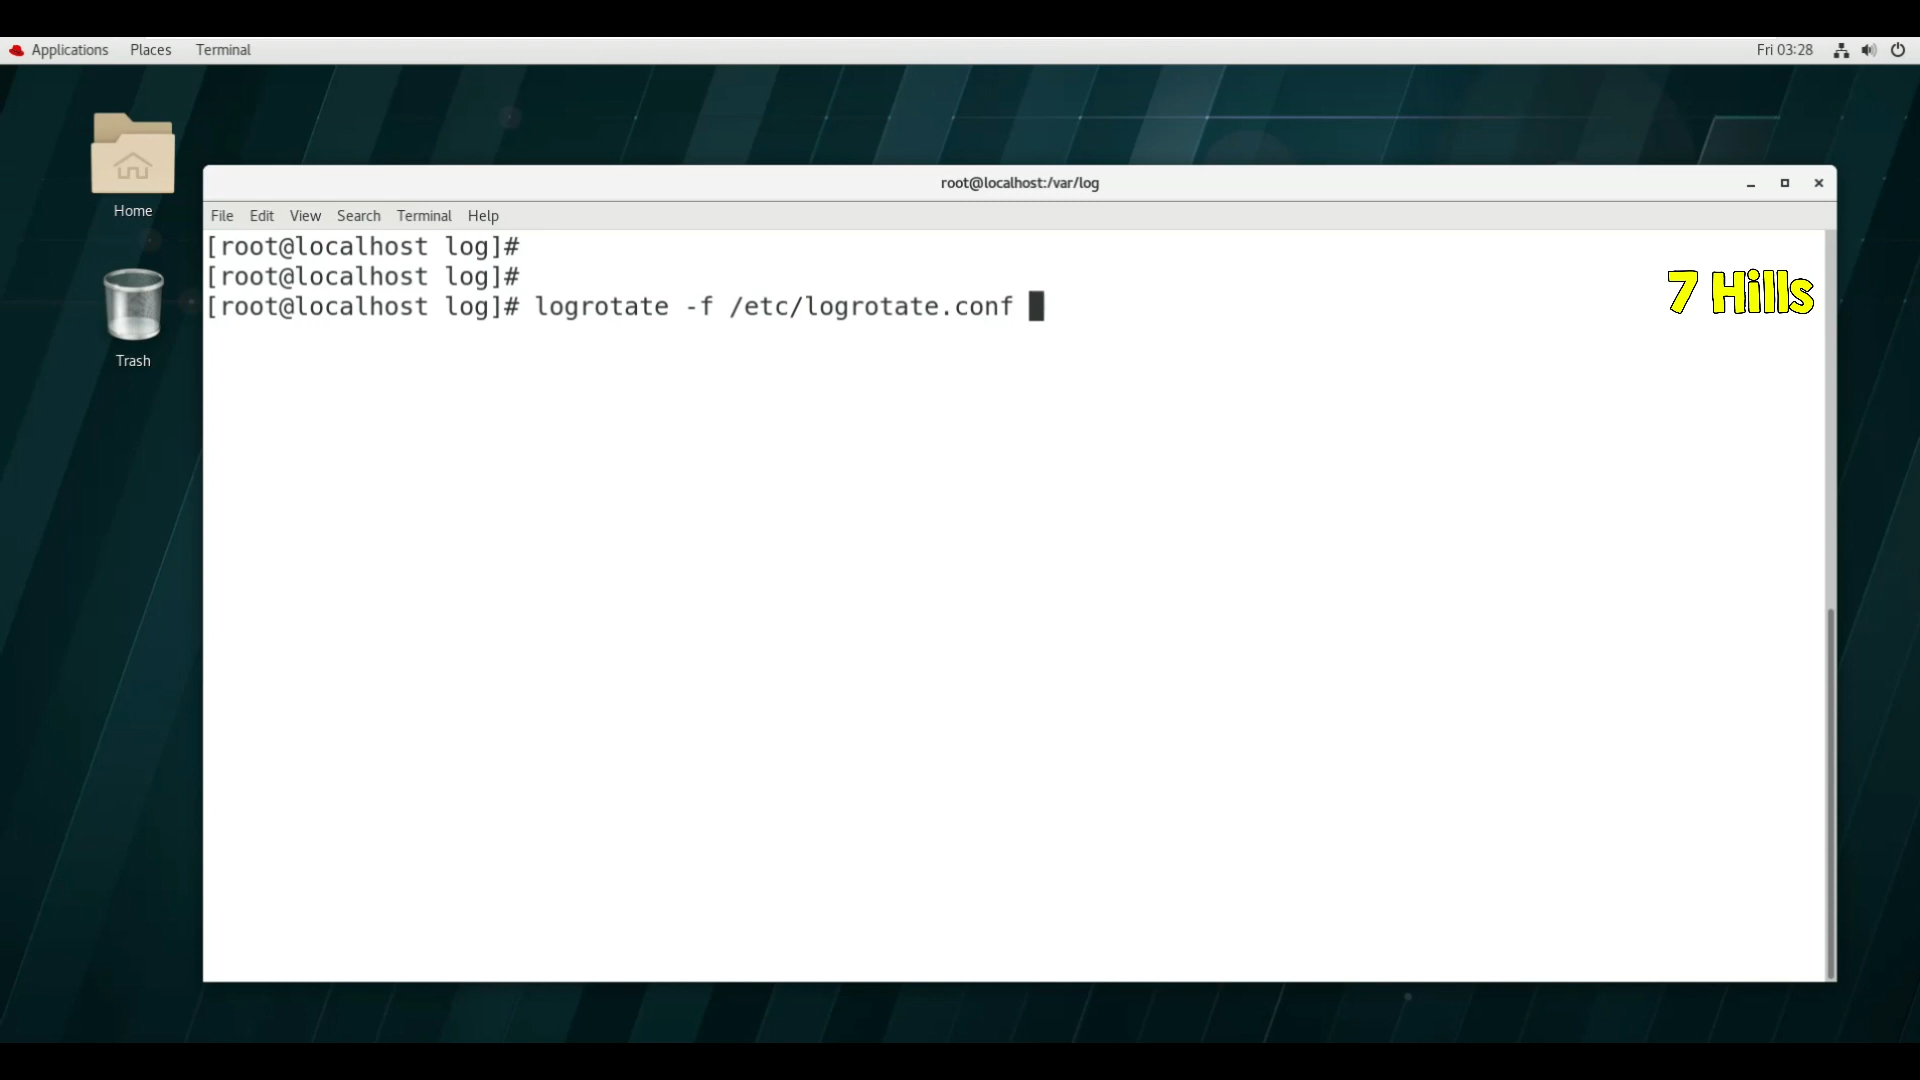 Applications Places Terminal Fri 03:28
Home
Trash
root@localhost:/var/log
File Edit View Search Terminal Help
[root@localhost log]#
[root@localhost log]#
[root@localhost log]# logrotate -f /etc/logrotate.conf
7 Hills